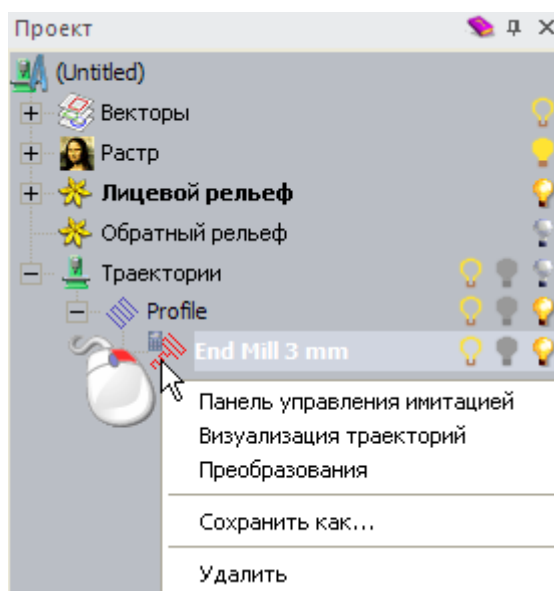 Проект
(Untitled)
Векторы
Растр
Лицевой рельеф
Обратный рельеф
Траектории
Profile
End Mill 3 mm
Панель управления имитацией
Визуализация траекторий
Преобразования
Сохранить как...
Удалить